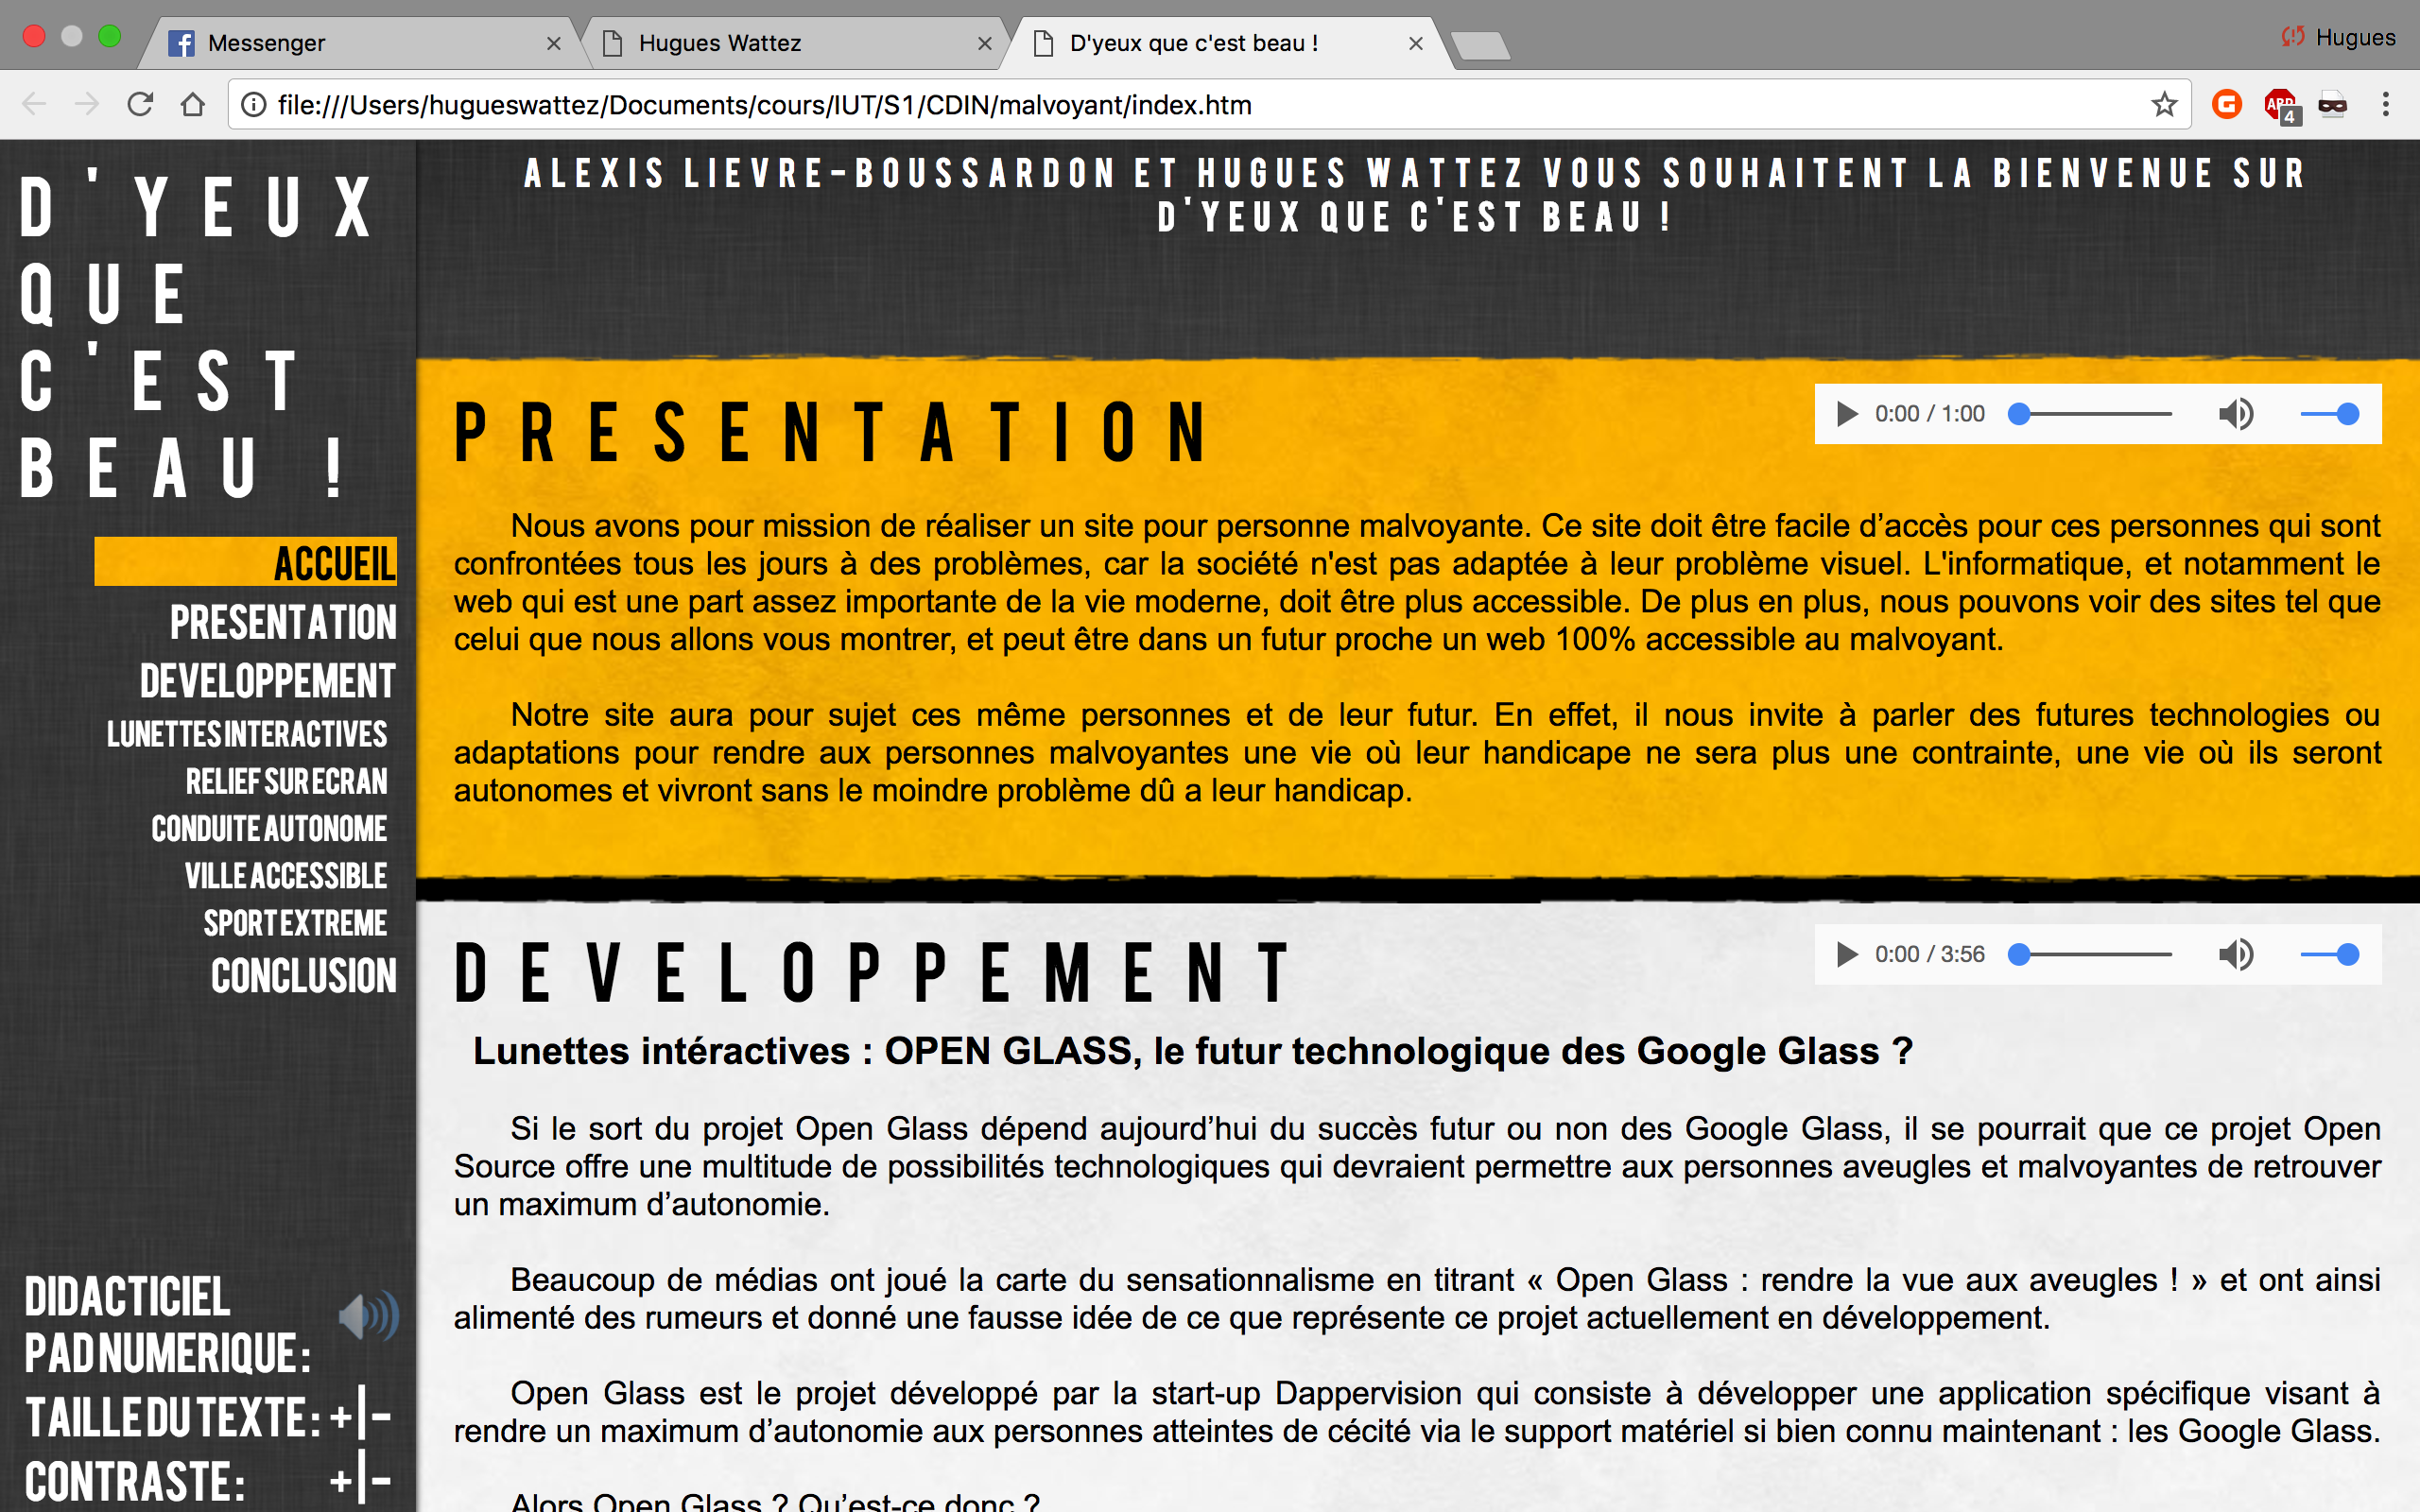 Messenger
Hugues Wattez
D'yeux que c'est beau !
Hugues
file:///Users/hugueswattez/Documents/cours/IUT/S1/CDIN/malvoyant/index.htm
ABP
4
D'YEUX
QUE
C'EST
BEAU !
ACCUEIL
PRESENTATION
DEVELOPPEMENT
LUNETTES INTERACTIVES
RELIEF SUR ECRAN
CONDUITE AUTONOME
VILLE ACCESSIBLE
SPORT EXTREME
CONCLUSION
DIDACTICIEL
PAD NUMERIQUE :
TAILLE DU TEXTE : +|-
CONTRASTE : +|-
ALEXIS LIEVRE-BOUSSARDON ET HUGUES WATTEZ VOUS SOUHAITENT LA BIENVENUE SUR
D'YEUX QUE C'EST BEAU !
PRESENTATION
0:00 / 1:00
Nous avons pour mission de réaliser un site pour personne malvoyante. Ce site doit être facile d’accès pour ces personnes qui sont
confrontées tous les jours à des problèmes, car la société n'est pas adaptée à leur problème visuel. L'informatique, et notamment le
web qui est une part assez importante de la vie moderne, doit être plus accessible. De plus en plus, nous pouvons voir des sites tel que
celui que nous allons vous montrer, et peut être dans un futur proche un web 100% accessible au malvoyant.
Notre site aura pour sujet ces même personnes et de leur futur. En effet, il nous invite à parler des futures technologies ou
adaptations pour rendre aux personnes malvoyantes une vie où leur handicape ne sera plus une contrainte, une vie où ils seront
autonomes et vivront sans le moindre problème dû a leur handicap.
DEVELOPPEMENT
0:00 / 3:56
Lunettes intéractives : OPEN GLASS, le futur technologique des Google Glass ?
Si le sort du projet Open Glass dépend aujourd’hui du succès futur ou non des Google Glass, il se pourrait que ce projet Open
Source offre une multitude de possibilités technologiques qui devraient permettre aux personnes aveugles et malvoyantes de retrouver
un maximum d’autonomie.
Beaucoup de médias ont joué la carte du sensationnalisme en titrant « Open Glass : rendre la vue aux aveugles ! » et ont ainsi
alimenté des rumeurs et donné une fausse idée de ce que représente ce projet actuellement en développement.
Open Glass est le projet développé par la start-up Dappervision qui consiste à développer une application spécifique visant à
rendre un maximum d’autonomie aux personnes atteintes de cécité via le support matériel si bien connu maintenant : les Google Glass.
Alors Open Glass ? Qu’est-ce donc ?